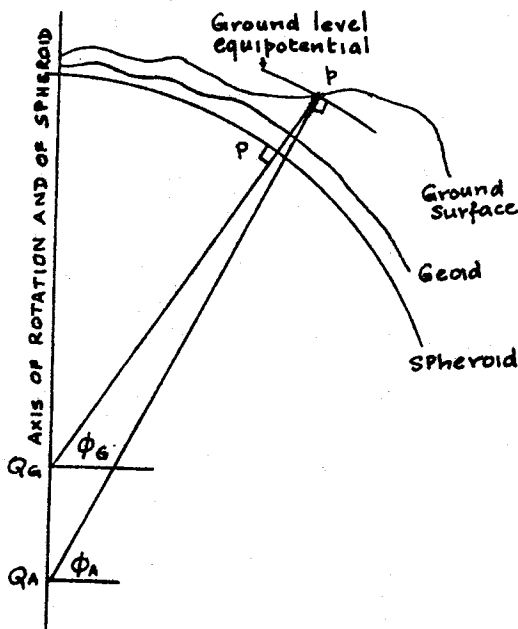 Ground level
equipotential
p
P
AXIS OF ROTATION AND OF SPHEROID
Ground
Surface
Geoid
Spheroid
QG
ϕG
QA
ϕA